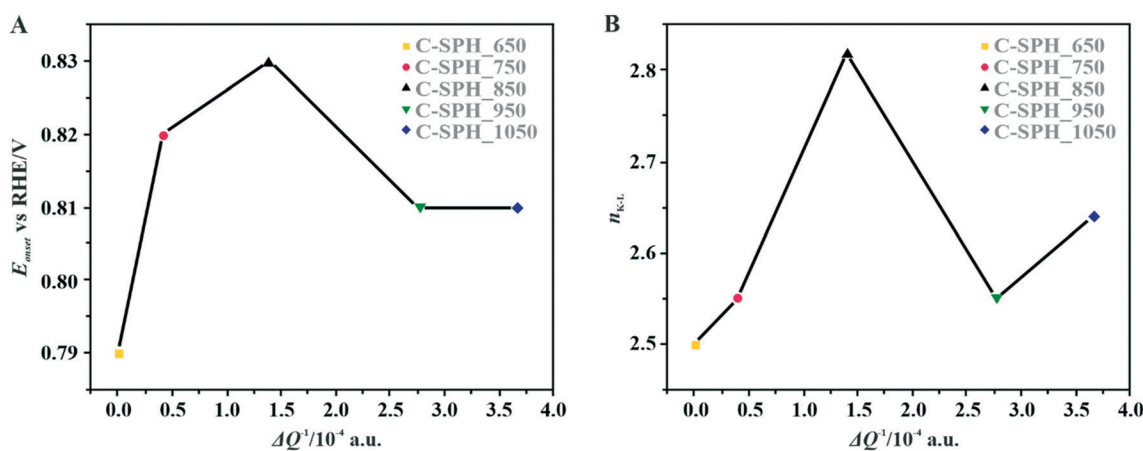 A
C-SPH_650
C-SPH_750
C-SPH_850
C-SPH_950
C-SPH_1050
0.83
0.82
0.81
0.80
0.79
E_onset vs RHE/V
0.0 0.5 1.0 1.5 2.0 2.5 3.0 3.5 4.0
ΔQ⁻¹/10⁻⁴ a.u.
B
C-SPH_650
C-SPH_750
C-SPH_850
C-SPH_950
C-SPH_1050
2.8
2.7
2.6
2.5
n_K-L
0.0 0.5 1.0 1.5 2.0 2.5 3.0 3.5 4.0
ΔQ⁻¹/10⁻⁴ a.u.